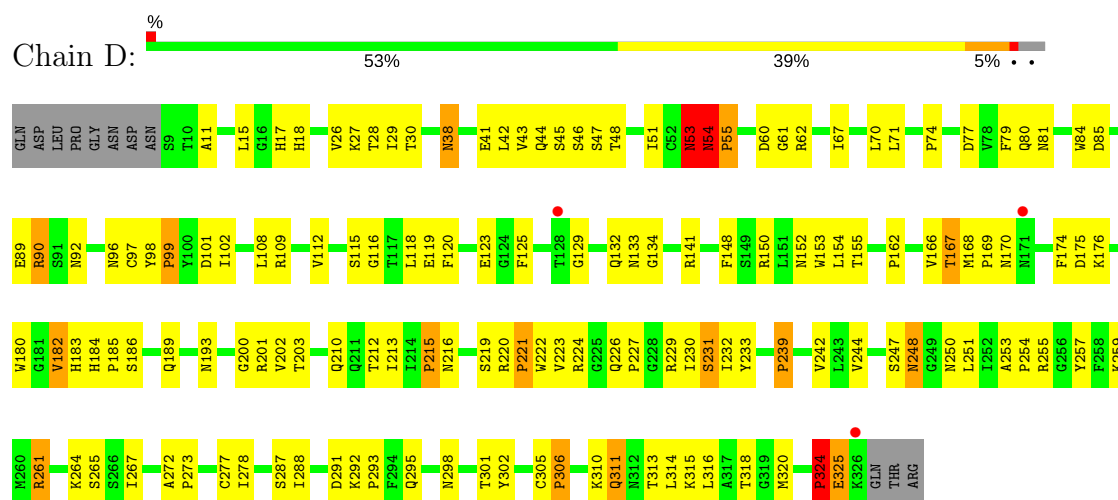 %
Chain D:
53% 39% 5% • •
GLN ASP LEU PRO GLY ASN ASP ASN S9 T10 A11 L15 G16 H17 H18 V26 K27 T28 I29 T30 N38 E41 L42 V43 Q44 S45 S46 S47 T48 I51 C52 N53 N54 P55 D60 G61 R62 I67 L70 L71 P74 D77 V78 F79 Q80 N81 W84 D85
E89 R90 S91 N92 N96 C97 Y98 P99 Y100 D101 I102 L108 R109 V112 S115 G116 T117 L118 E119 F120 E123 G124 F125 T128 G129 Q132 N133 G134 R141 F148 S149 R150 L151 N152 W153 L154 T155 P162 V166 T167 M168 P169 N170 N171 F174 D175 K176
W180 G181 V182 H183 H184 P185 S186 Q189 N193 G200 R201 V202 T203 Q210 Q211 T212 I213 I214 P215 N216 S219 R220 P221 W222 V223 R224 G225 Q226 P227 G228 R229 I230 S231 I232 Y233 P239 V242 L243 V244 S247 N248 G249 N250 L251 I252 A253 P254 R255 G256 Y257 F258 K259
M260 R261 K264 S265 S266 I267 A272 P273 C277 I278 S287 I288 D291 K292 P293 F294 Q295 N298 T301 Y302 C305 P306 K310 Q311 N312 T313 L314 K315 L316 A317 T318 G319 M320 P324 E325 K326 GLN THR ARG